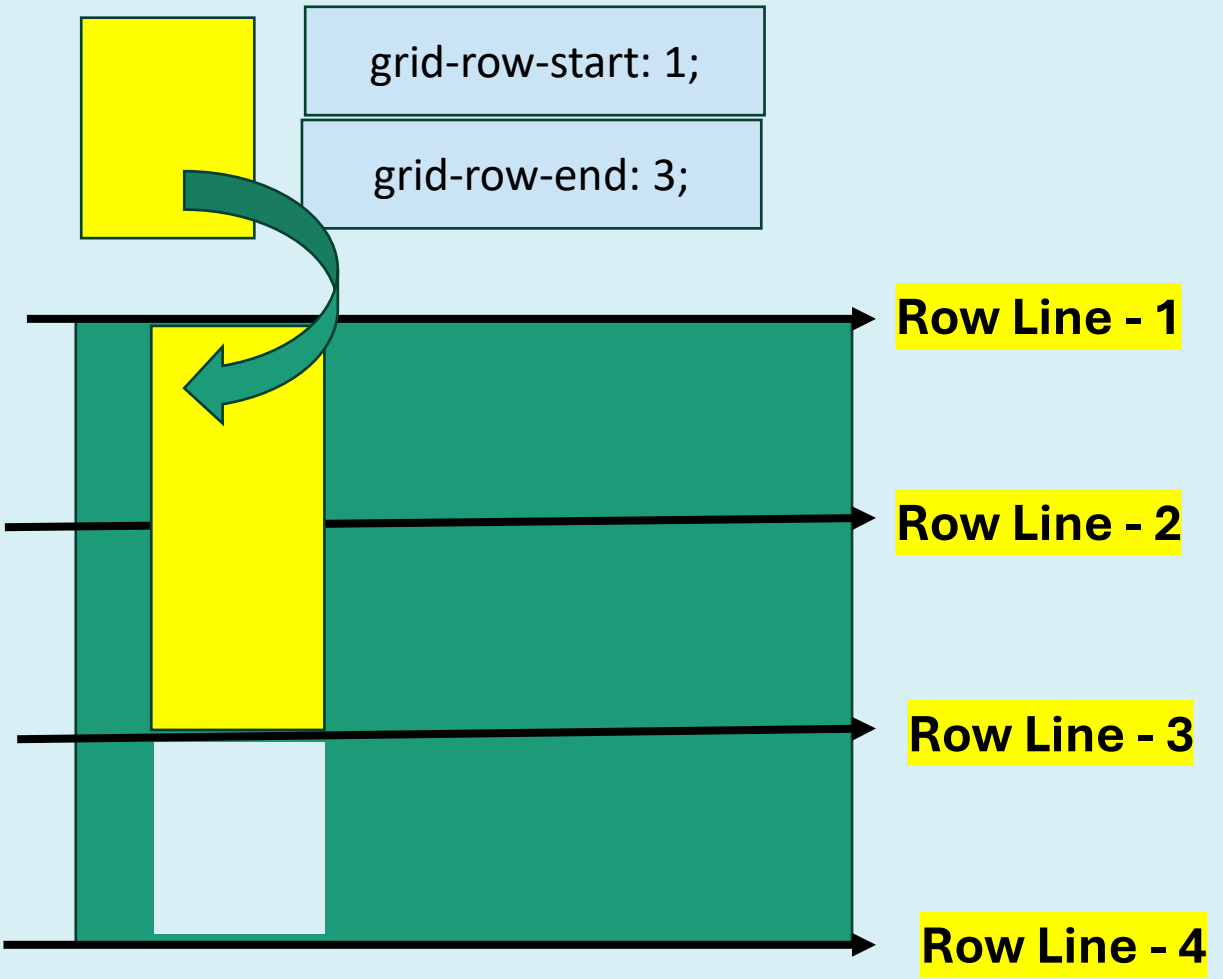 grid-row-start: 1;
grid-row-end: 3;
Row Line - 1
Row Line - 2
Row Line - 3
Row Line - 4